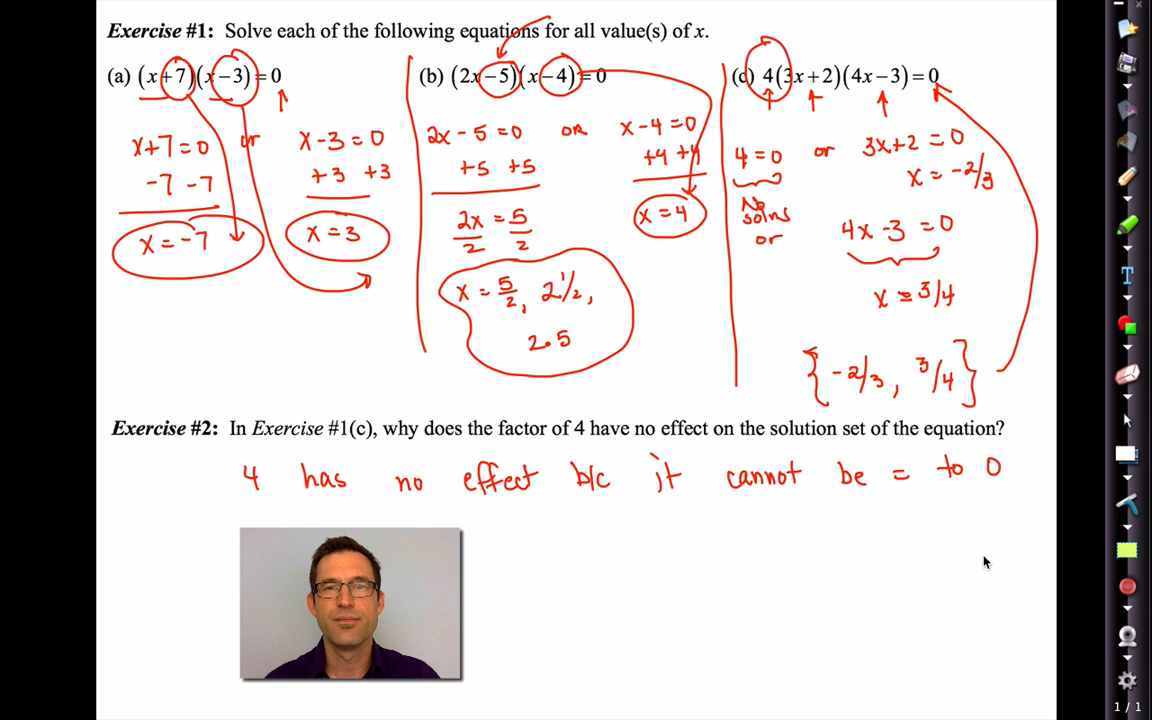 Exercise #1: Solve each of the following equations for all value(s) of x.
(a) (x+7)(x−3)=0
x+7=0 or x-3=0
-7 -7 +3 +3
x=-7 x=3
(b) (2x−5)(x−4)=0
2x-5=0 OR x-4=0
+5 +5 +4 +4
2x=5 x=4
2 2
x=5/2, 2 1/2,
2.5
(c) 4(3x+2)(4x−3)=0
4=0 or 3x+2=0
x=-2/3
No
solns
or 4x-3=0
x=3/4
{-2/3, 3/4}
Exercise #2: In Exercise #1(c), why does the factor of 4 have no effect on the solution set of the equation?
4 has no effect b/c it cannot be = to 0
T
1 / 1